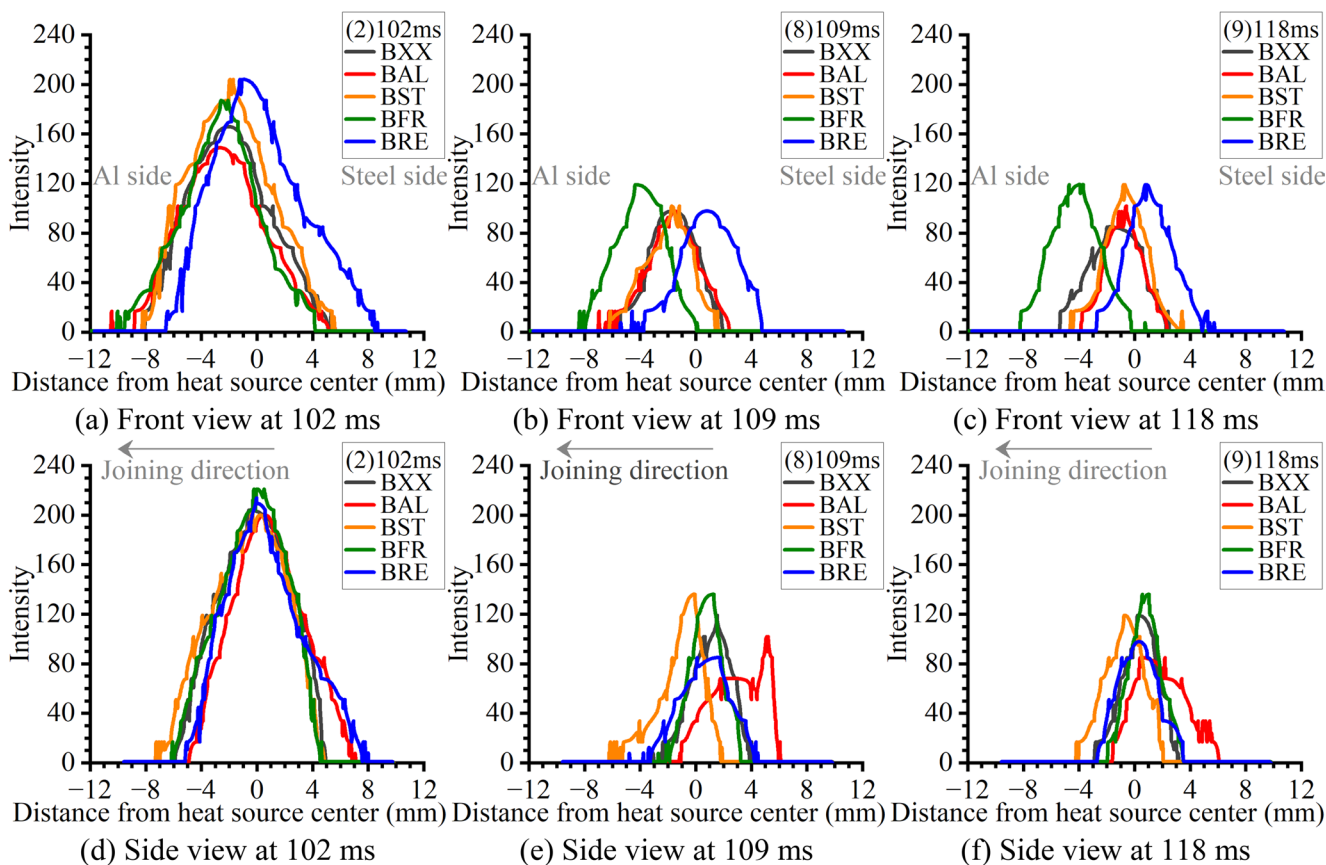 (2)102ms
BXX
BAL
BST
BFR
BRE
Al side
Steel side
Intensity
240
200
160
120
80
40
0
−12 −8 −4 0 4 8 12
Distance from heat source center (mm)
(a) Front view at 102 ms
(8)109ms
BXX
BAL
BST
BFR
BRE
Al side
Steel side
Intensity
240
200
160
120
80
40
0
−12 −8 −4 0 4 8 12
Distance from heat source center (mm
(b) Front view at 109 ms
(9)118ms
BXX
BAL
BST
BFR
BRE
Al side
Steel side
Intensity
240
200
160
120
80
40
0
−12 −8 −4 0 4 8 12
Distance from heat source center (mm
(c) Front view at 118 ms
Joining direction
(2)102ms
BXX
BAL
BST
BFR
BRE
Intensity
240
200
160
120
80
40
0
−12 −8 −4 0 4 8 12
Distance from heat source center (mm)
(d) Side view at 102 ms
Joining direction
(8)109ms
BXX
BAL
BST
BFR
BRE
Intensity
240
200
160
120
80
40
0
−12 −8 −4 0 4 8 12
Distance from heat source center (mm)
(e) Side view at 109 ms
Joining direction
(9)118ms
BXX
BAL
BST
BFR
BRE
Intensity
240
200
160
120
80
40
0
−12 −8 −4 0 4 8 12
Distance from heat source center (mm)
(f) Side view at 118 ms